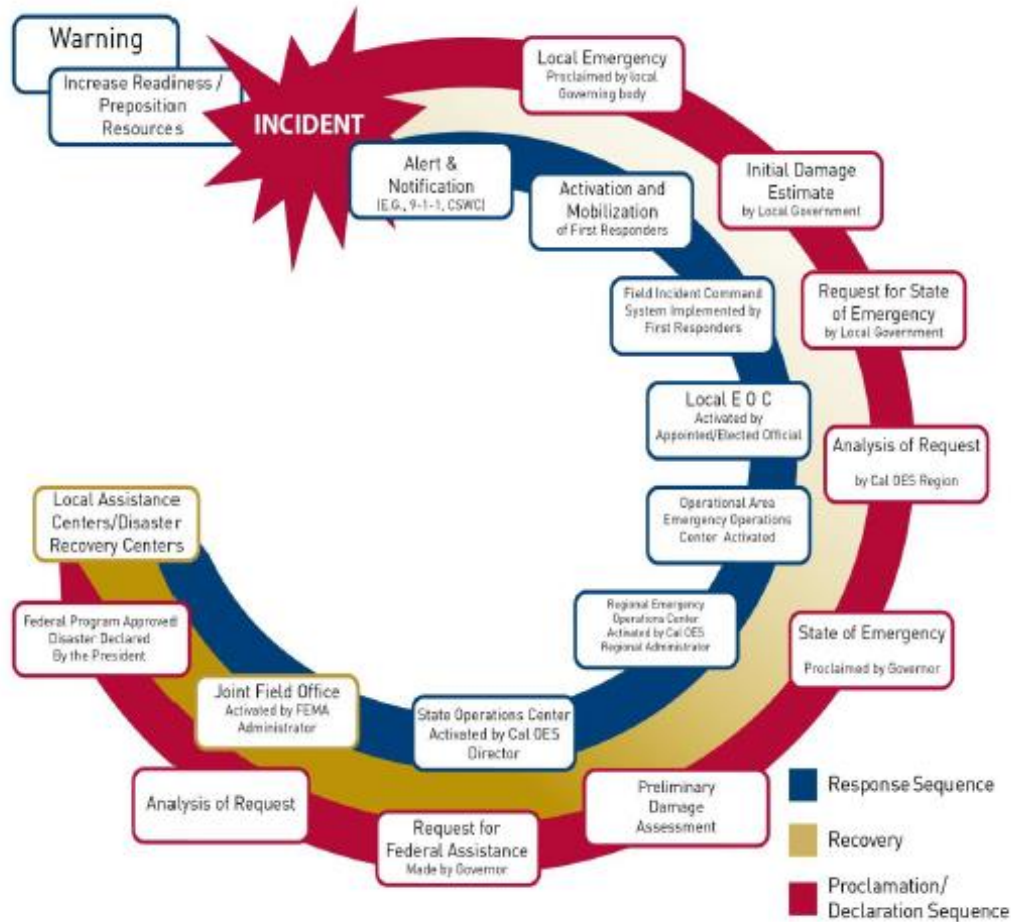 Warning
Increase Readiness /
Preposition
Resources
INCIDENT
Local Emergency
Proclaimed by local
Governing body
Alert &
Notification
(E.G., 9-1-1, CSWC)
Activation and
Mobilization
of First Responders
Initial Damage
Estimate
by Local Government
Field Incident Command
System Implemented by
First Responders
Request for State
of Emergency
by Local Government
Local E O C
Activated by
Appointed/Elected Official
Analysis of Request
by Cal OES Region
Operational Area
Emergency Operations
Center Activated
Regional Emergency
Operations Center
Activated by Cal OES
Regional Administrator
State of Emergency
Proclaimed by Governor
State Operations Center
Activated by Cal OES
Director
Preliminary
Damage
Assessment
Request for
Federal Assistance
Made by Governor
Joint Field Office
Activated by FEMA
Administrator
Analysis of Request
Local Assistance
Centers/Disaster
Recovery Centers
Federal Program Approved
Disaster Declared
By the President
Response Sequence
Recovery
Proclamation/
Declaration Sequence